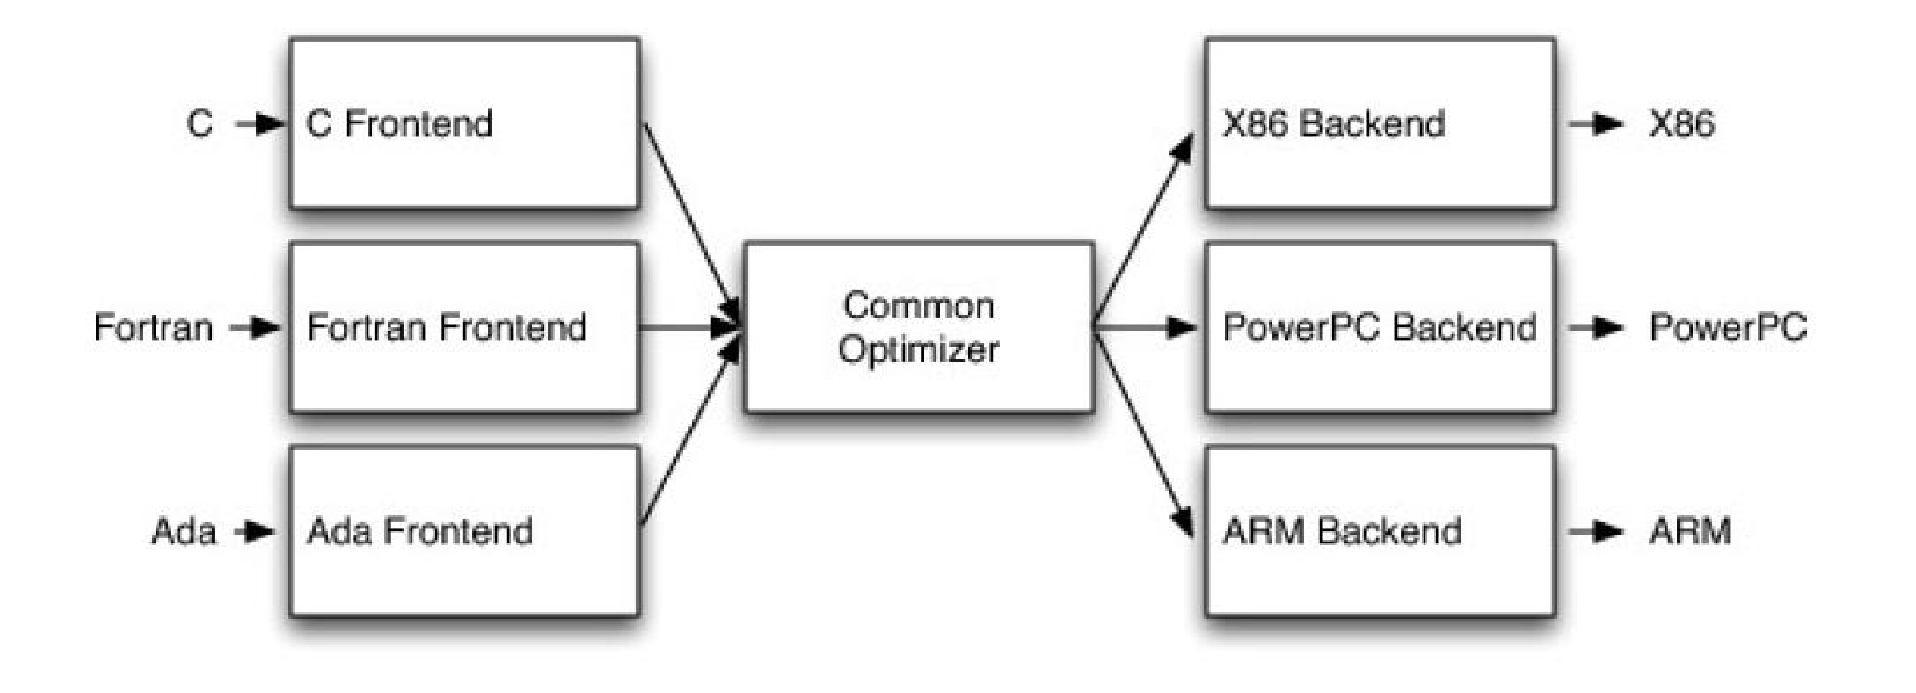 C
C Frontend
X86 Backend
X86
Fortran
Fortran Frontend
Common
Optimizer
PowerPC Backend
PowerPC
Ada
Ada Frontend
ARM Backend
ARM